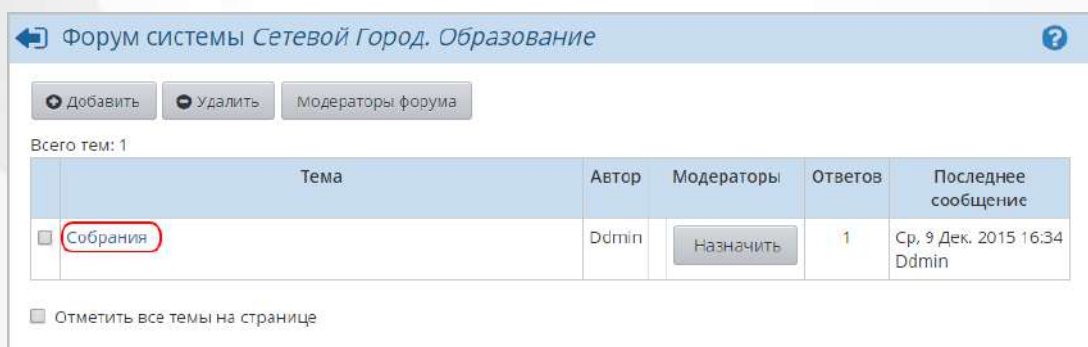 Форум системы Сетевой Город. Образование
Добавить Удалить Модераторы форума
Всего тем: 1
Тема Автор Модераторы Ответов Последнее сообщение
Собрания Ddmin Назначить 1 Ср, 9 Дек. 2015 16:34
Ddmin
Отметить все темы на странице